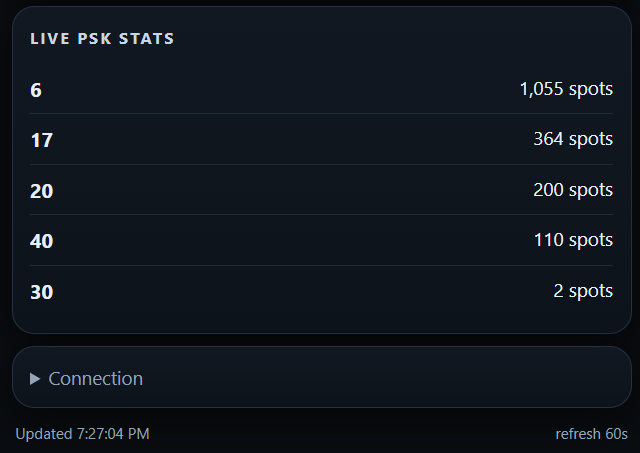 LIVE PSK STATS
6 1,055 spots
17 364 spots
20 200 spots
40 110 spots
30 2 spots
Connection
Updated 7:27:04 PM refresh 60s